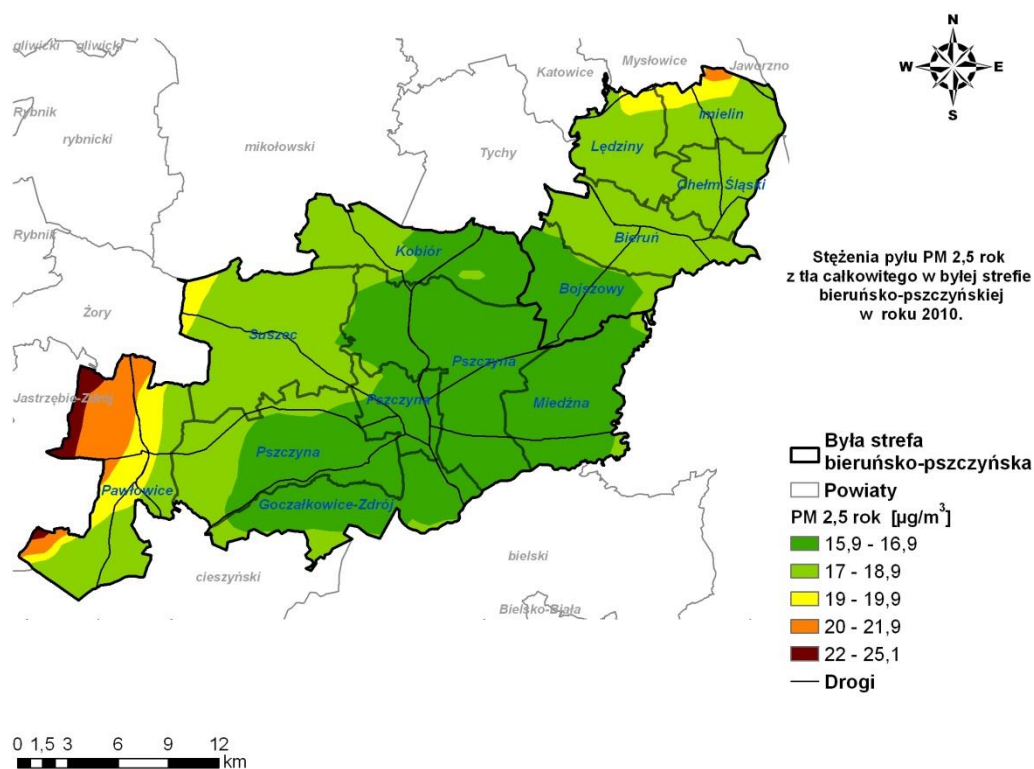 N
W E
S
gliwicki gliwicki
Katowice
Mysłowice
Jaworzno
Rybnik
rybnicki
mikołowski
Tychy
Imielin
Lędziny
Chełm Śląski
Rybnik
Kobiór
Bieruń
Bojszowy
Żory
Suszec
Pszczyna
Jastrzębie-Zdrój
Pszczyna
Miedźna
Pszczyna
Pawłowice
Goczałkowice-Zdrój
cieszyński
bielski
Bielsko-Biała
Stężenia pyłu PM 2,5 rok
z tła całkowitego w byłej strefie
bieruńsko-pszczyńskiej
w roku 2010.
Była strefa
bieruńsko-pszczyńska
Powiaty
PM 2,5 rok [µg/m³]
15,9 - 16,9
17 - 18,9
19 - 19,9
20 - 21,9
22 - 25,1
Drogi
0 1,5 3 6 9 12
km